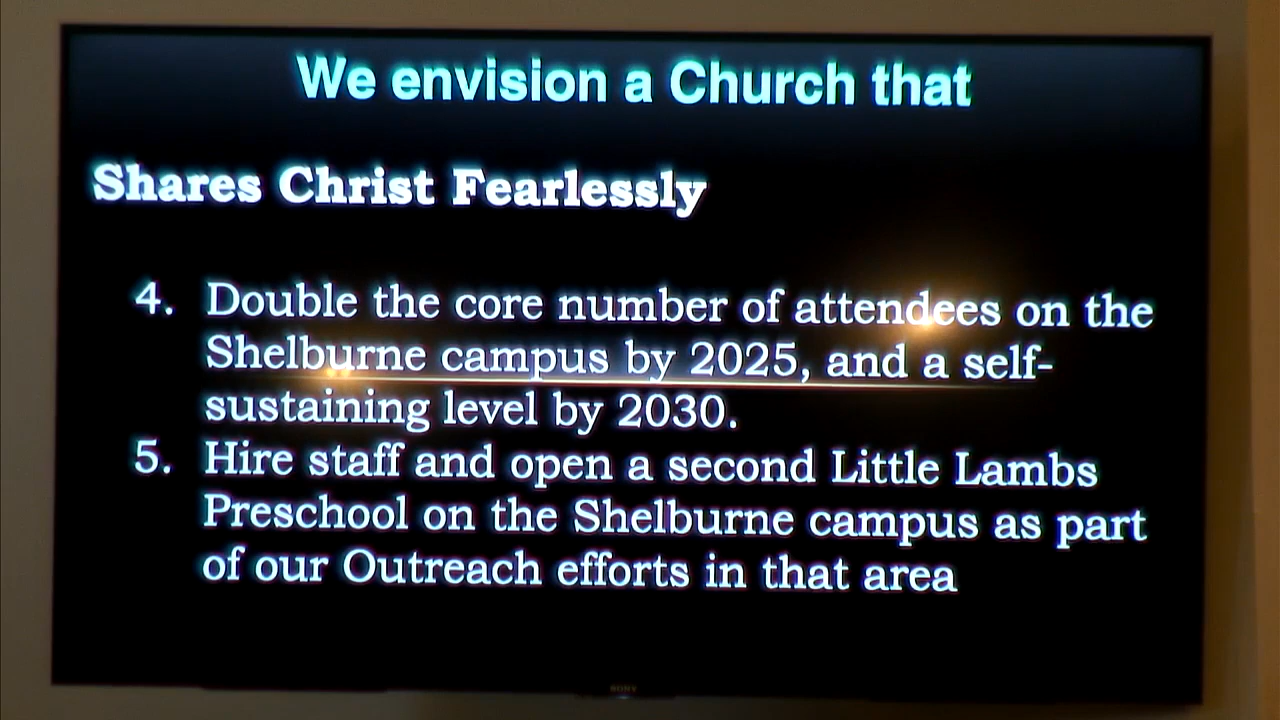 We envision a Church that
Shares Christ Fearlessly
4. Double the core number of attendees on the
Shelburne campus by 2025, and a self-
sustaining level by 2030.
5. Hire staff and open a second Little Lambs
Preschool on the Shelburne campus as part
of our Outreach efforts in that area
SONY